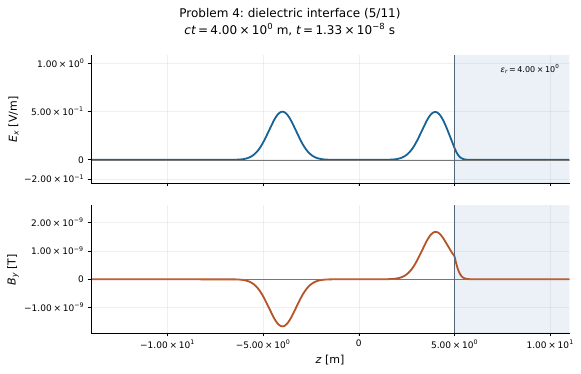 Problem 4: dielectric interface (5/11)
ct = 4.00 × 10⁰ m, t = 1.33 × 10⁻⁸ s
1.00 × 10⁰
5.00 × 10⁻¹
0
−2.00 × 10⁻¹
Eₓ [V/m]
εᵣ = 4.00 × 10⁰
2.00 × 10⁻⁹
1.00 × 10⁻⁹
0
−1.00 × 10⁻⁹
B_y [T]
−1.00 × 10¹
−5.00 × 10⁰
0
5.00 × 10⁰
1.00 × 10¹
z [m]